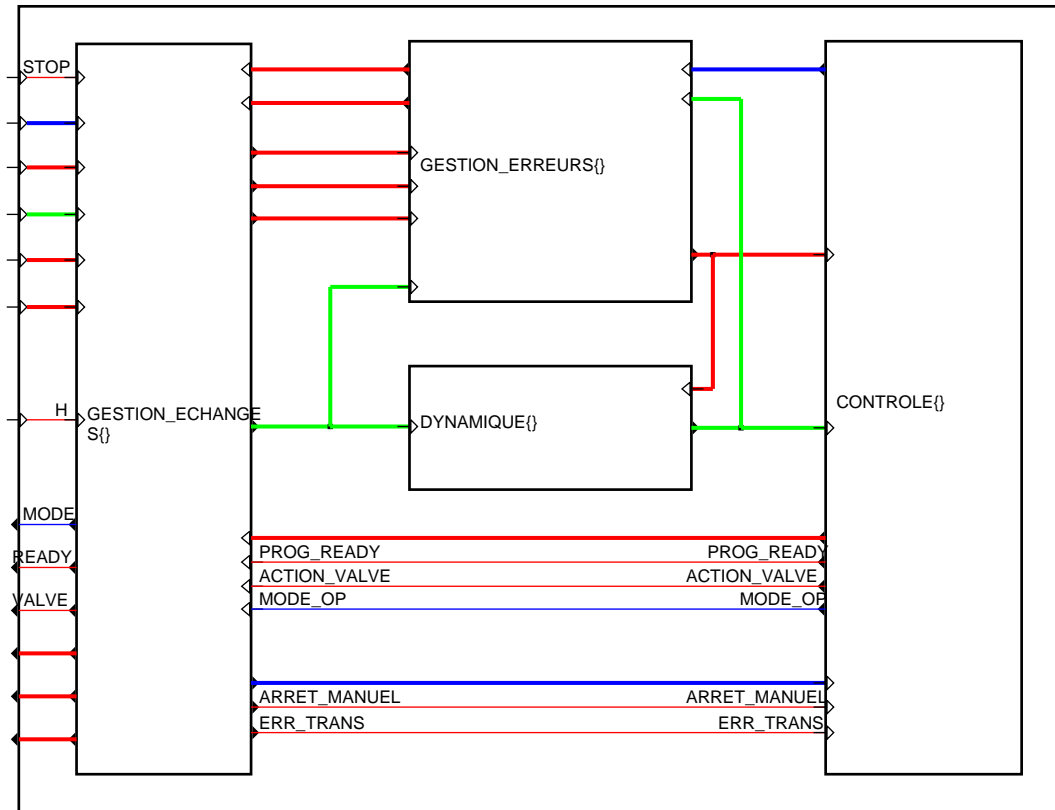 STOP
GESTION_ERREURS{}
H
GESTION_ECHANGE
S{}
DYNAMIQUE{}
CONTROLE{}
MODE
READY
PROG_READY
PROG_READY
ACTION_VALVE
ACTION_VALVE
VALVE
MODE_OP
MODE_OP
ARRET_MANUEL
ARRET_MANUEL
ERR_TRANS
ERR_TRANS